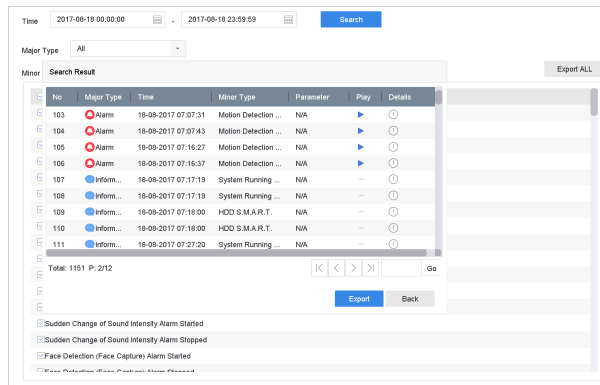 Time 2017-08-18 00:00:00 - 2017-08-18 23:59:59 Search
Major Type All
Minor Search Result Export ALL
No Major Type Time Minor Type Parameter Play Details
103 Alarm 18-08-2017 07:07:31 Motion Detection ... N/A
104 Alarm 18-08-2017 07:07:43 Motion Detection ... N/A
105 Alarm 18-08-2017 07:16:27 Motion Detection ... N/A
106 Alarm 18-08-2017 07:16:37 Motion Detection ... N/A
107 Inform... 18-08-2017 07:17:19 System Running ... N/A —
108 Inform... 18-08-2017 07:17:19 System Running ... N/A —
109 Inform... 18-08-2017 07:18:00 HDD S.M.A.R.T. N/A —
110 Inform... 18-08-2017 07:18:00 HDD S.M.A.R.T. N/A —
111 Inform... 18-08-2017 07:27:20 System Running ... N/A —
Total: 1151 P: 2/12 Go
Export Back
Sudden Change of Sound Intensity Alarm Started
Sudden Change of Sound Intensity Alarm Stopped
Face Detection (Face Capture) Alarm Started
Face Detection (Face Capture) Alarm Stopped